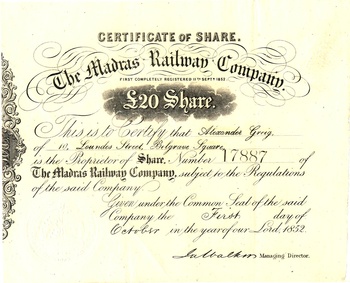 CERTIFICATE OF SHARE.
The Madras Railway Company.
FIRST COMPLETELY REGISTERED 11TH SEPTR 1852
£20 Share.
This is to Certify that Alexander Greig.
of 10, Lowndes Street, Belgrave Square
is the Proprietor of Share, Number 17887 of
The Madras Railway Company, subject to the Regulations
of the said Company.
Given under the Common Seal of the said
Company the First day of
October in the year of our Lord, 1852.
Managing Director.